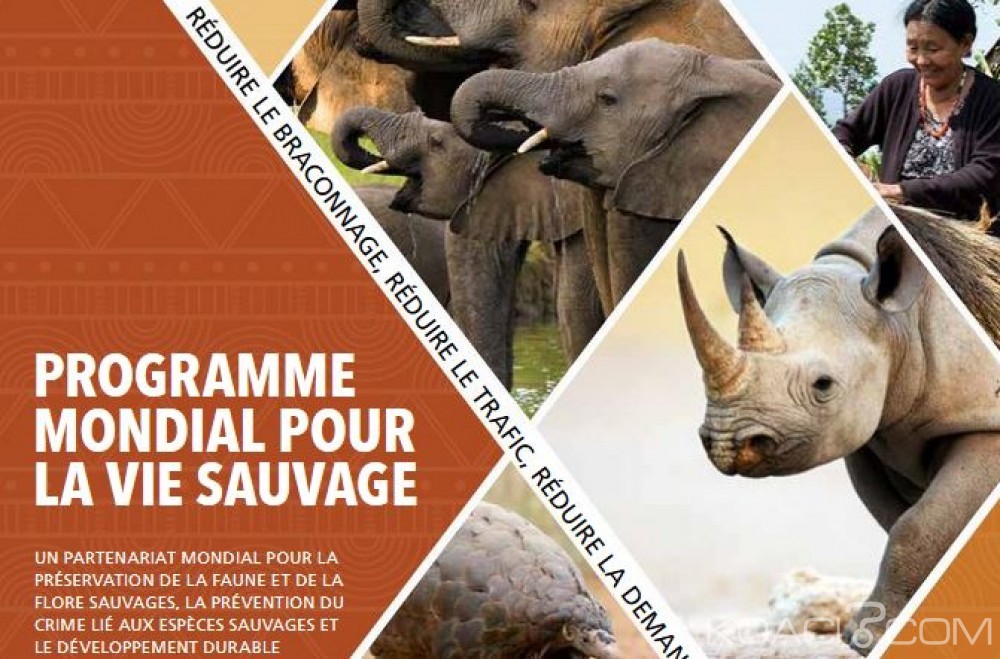 RÉDUIRE LE BRACONNAGE, RÉDUIRE LE TRAFIC, RÉDUIRE LA DEMAN
PROGRAMME
MONDIAL POUR
LA VIE SAUVAGE
UN PARTENARIAT MONDIAL POUR LA
PRÉSERVATION DE LA FAUNE ET DE LA
FLORE SAUVAGES, LA PRÉVENTION DU
CRIME LIÉ AUX ESPÈCES SAUVAGES ET
LE DÉVELOPPEMENT DURABLE
KOACI.COM